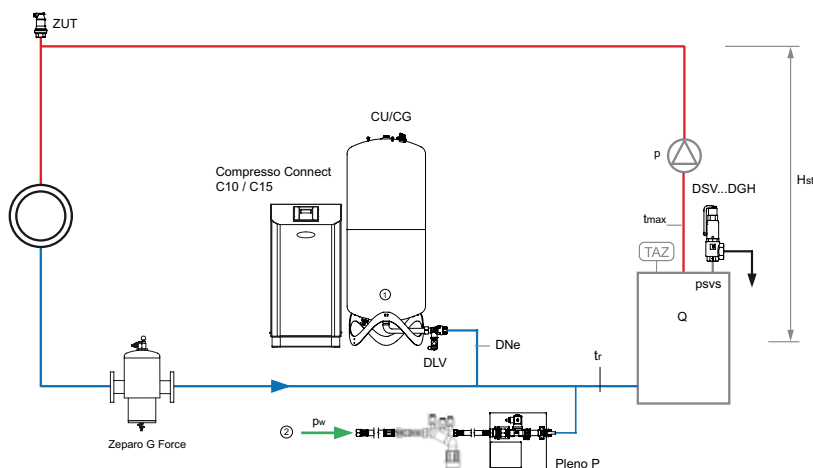 ZUT
CU/CG
Compresso Connect
C10 / C15
p
Hst
DSV...DGH
tmax
TAZ
psvs
Q
1
DLV
DNe
tr
Zeparo G Force
2
pw
Pleno P